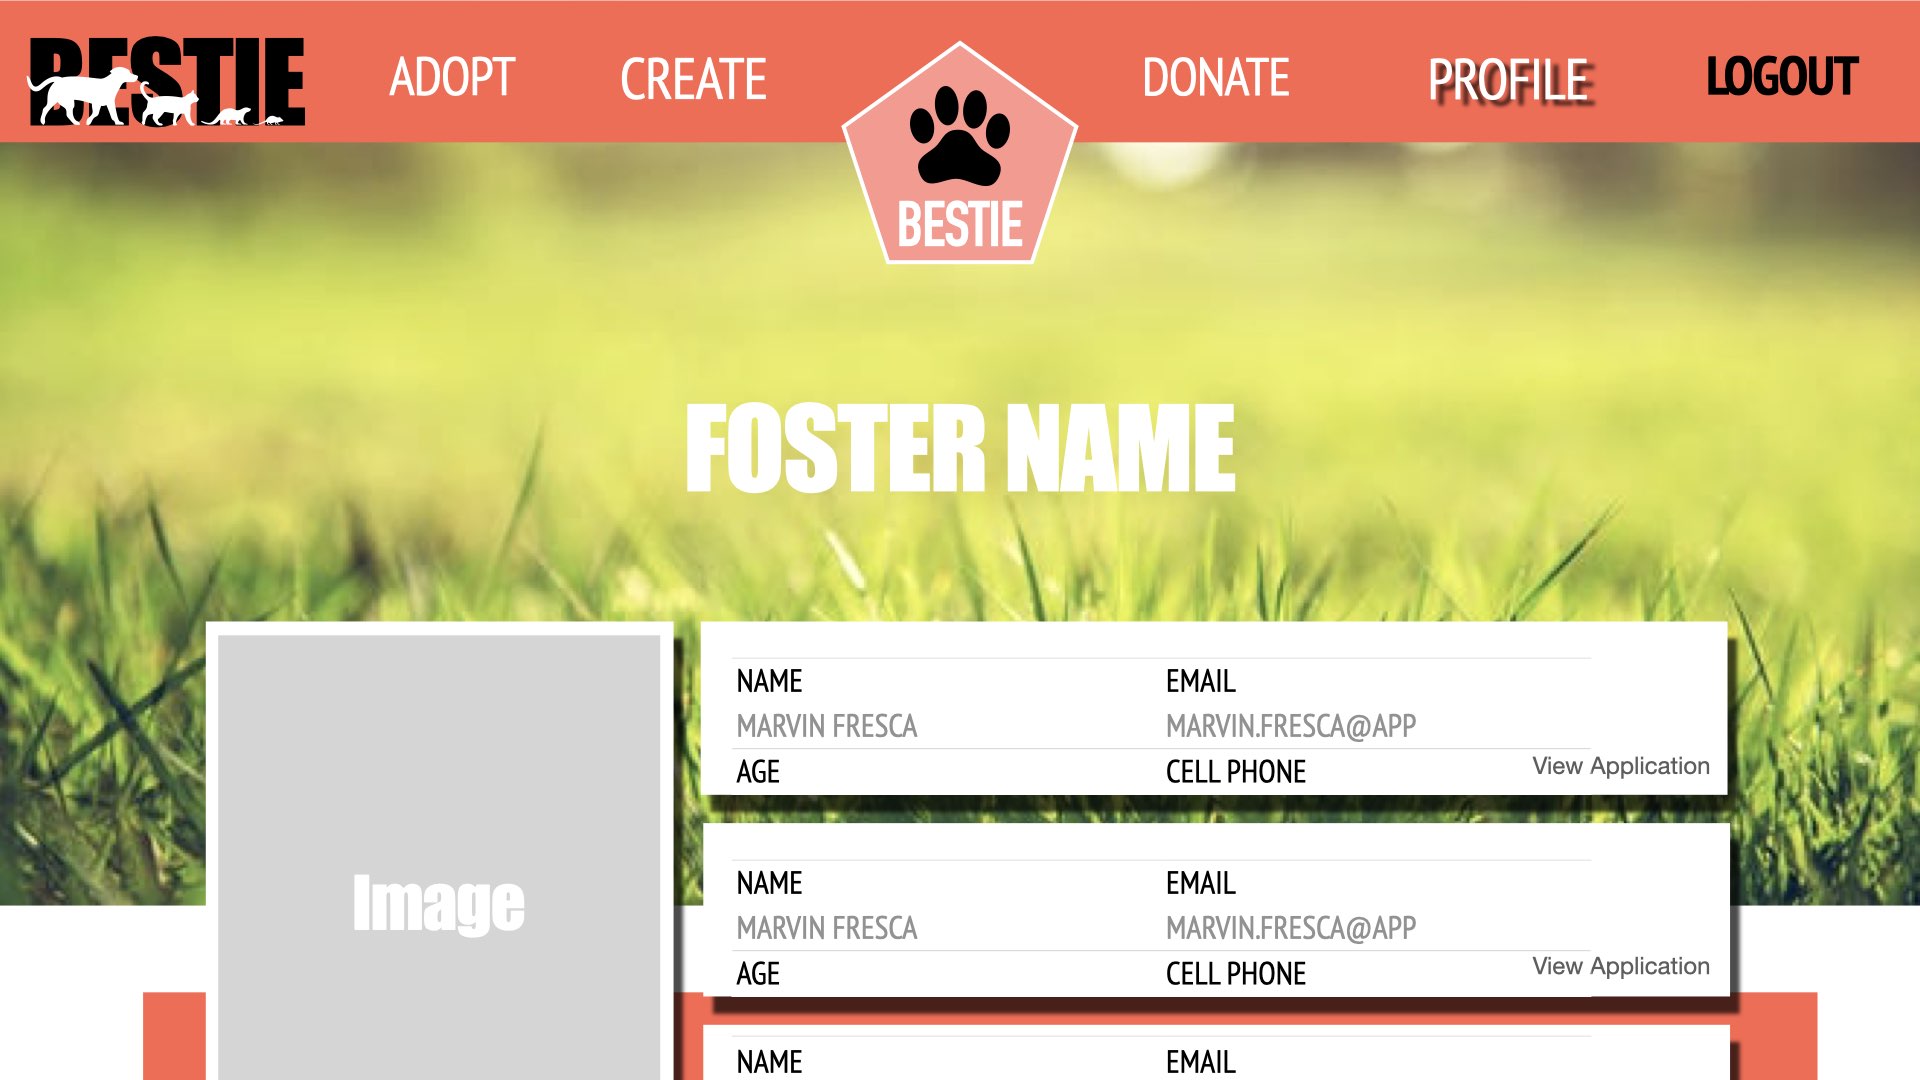 BESTIE
ADOPT
CREATE
BESTIE
DONATE
PROFILE
LOGOUT
FOSTER NAME
Image
NAME EMAIL
MARVIN FRESCA MARVIN.FRESCA@APP
AGE CELL PHONE View Application
NAME EMAIL
MARVIN FRESCA MARVIN.FRESCA@APP
AGE CELL PHONE View Application
NAME EMAIL